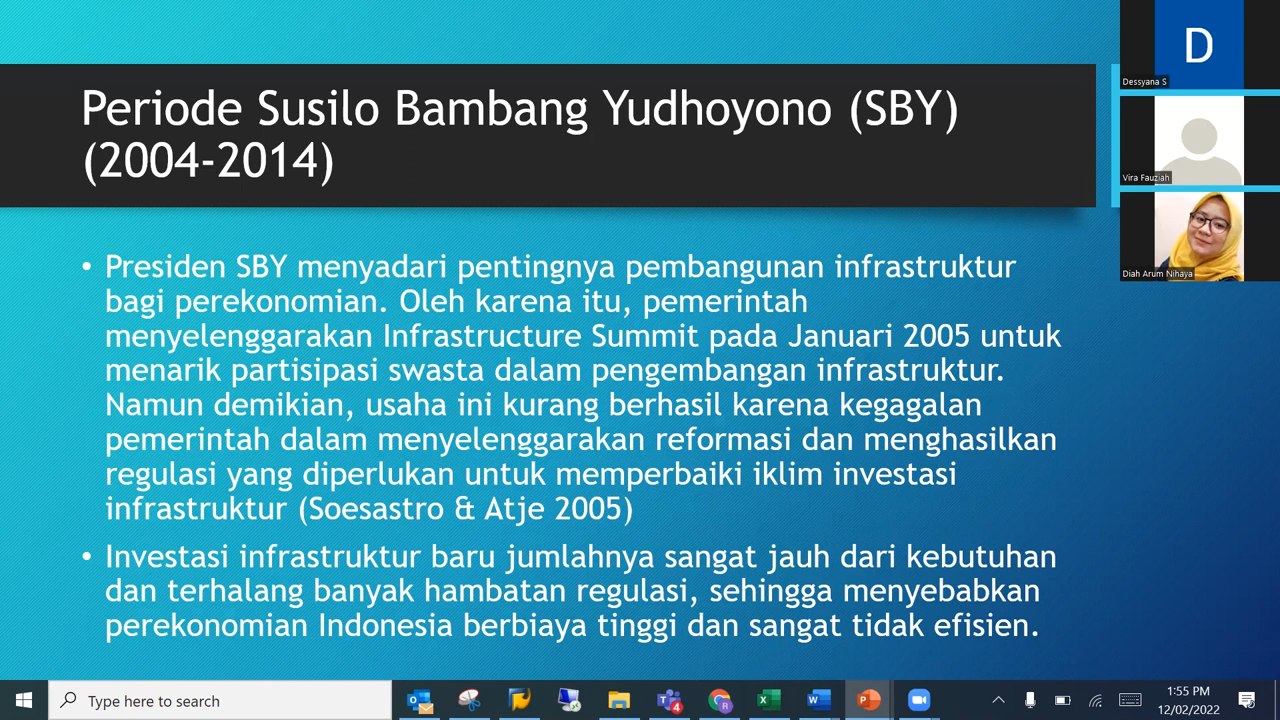 Periode Susilo Bambang Yudhoyono (SBY)
(2004-2014)
• Presiden SBY menyadari pentingnya pembangunan infrastruktur
bagi perekonomian. Oleh karena itu, pemerintah
menyelenggarakan Infrastructure Summit pada Januari 2005 untuk
menarik partisipasi swasta dalam pengembangan infrastruktur.
Namun demikian, usaha ini kurang berhasil karena kegagalan
pemerintah dalam menyelenggarakan reformasi dan menghasilkan
regulasi yang diperlukan untuk memperbaiki iklim investasi
infrastruktur (Soesastro & Atje 2005)
• Investasi infrastruktur baru jumlahnya sangat jauh dari kebutuhan
dan terhalang banyak hambatan regulasi, sehingga menyebabkan
perekonomian Indonesia berbiaya tinggi dan sangat tidak efisien.
D
Dessyana S
Vira Fauziah
Diah Arum Nihaya
Type here to search
4
1:55 PM
12/02/2022